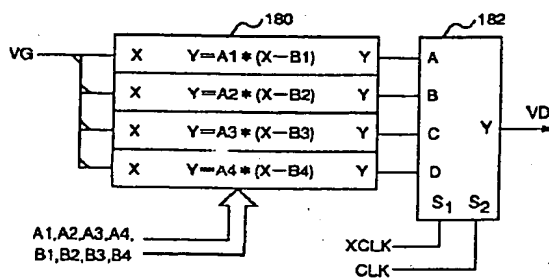 180
182
VG
X Y=A1*(X-B1) Y
X Y=A2*(X-B2) Y
X Y=A3*(X-B3) Y
X Y=A4*(X-B4) Y
A
B
C
D
Y
VD
S1 S2
A1,A2,A3,A4,
B1,B2,B3,B4
XCLK
CLK